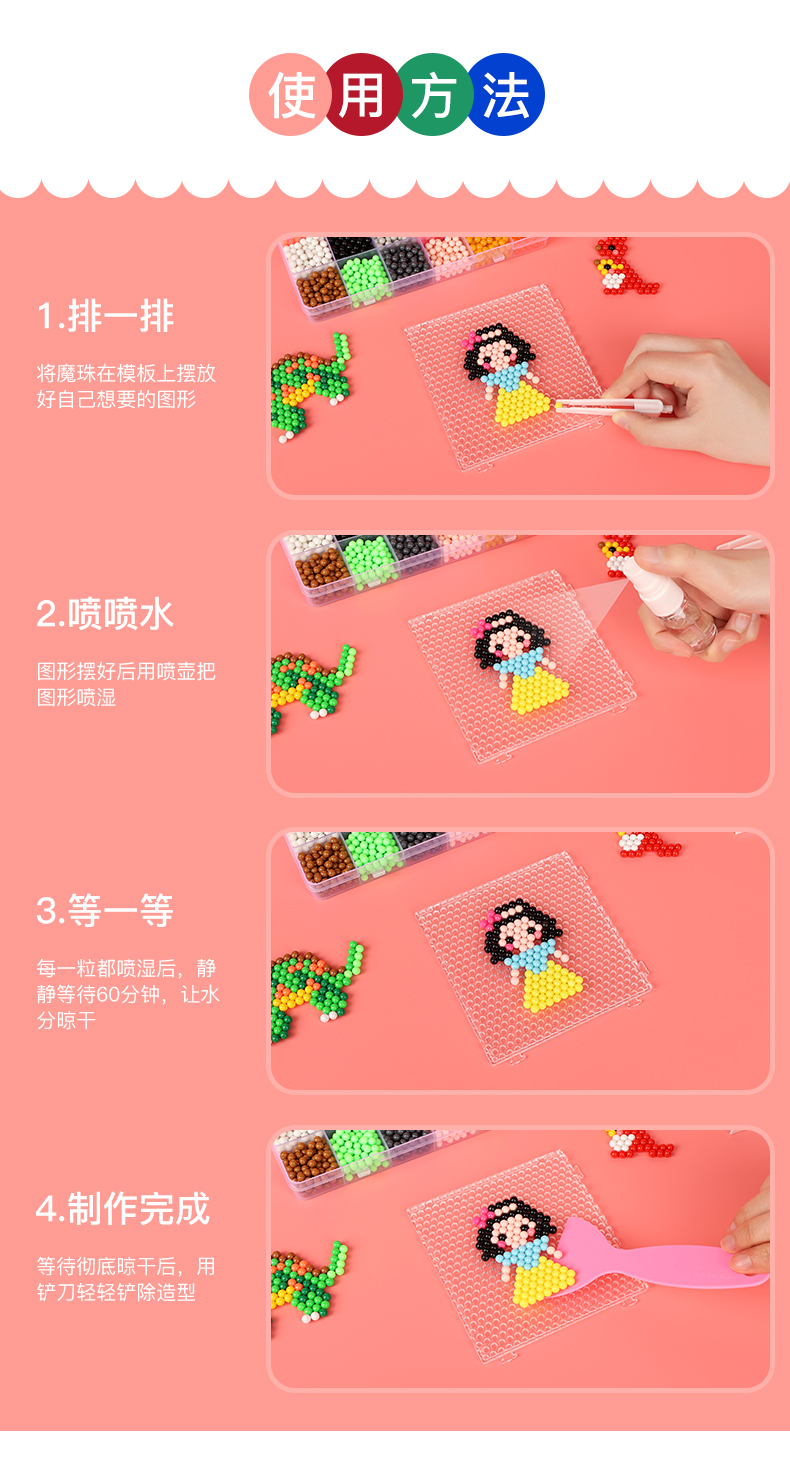 使用方法
1.排一排
将魔珠在模板上摆放
好自己想要的图形
2.喷喷水
图形摆好后用喷壶把
图形喷湿
3.等一等
每一粒都喷湿后，静
静等待60分钟，让水
分晾干
4.制作完成
等待彻底晾干后，用
铲刀轻轻铲除造型